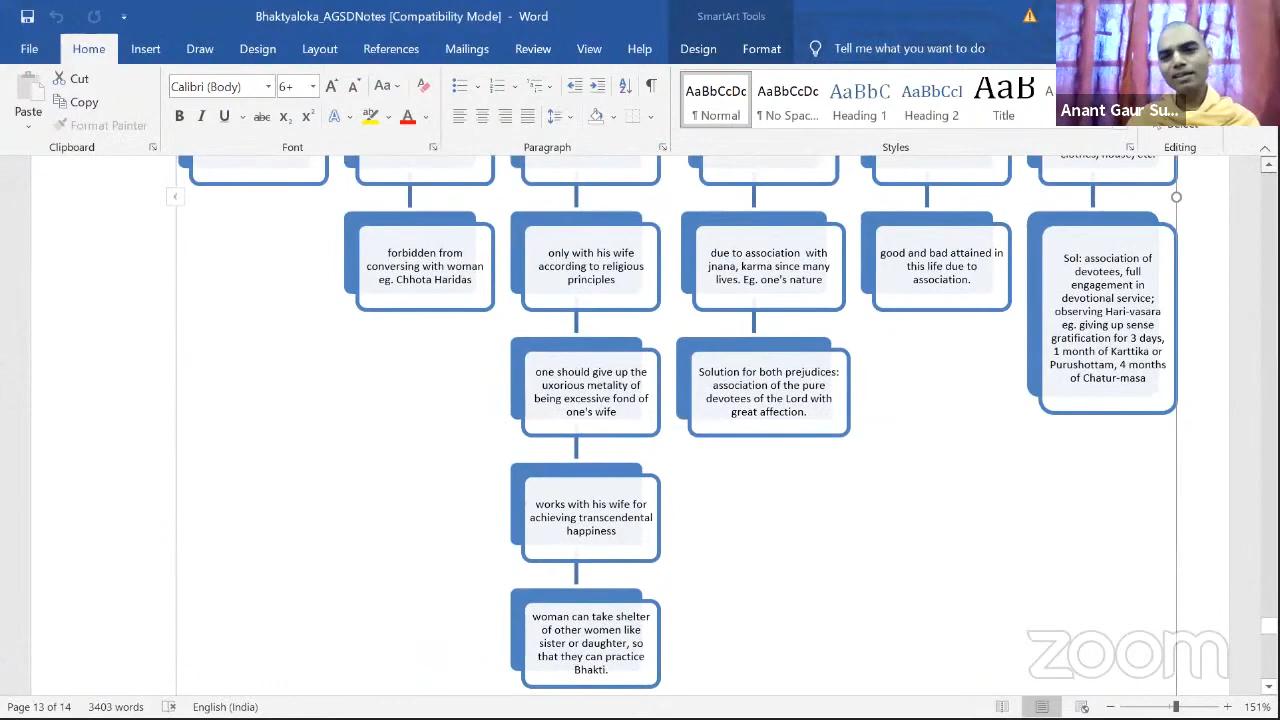 Bhaktyaloka_AGSDNotes [Compatibility Mode] - Word
SmartArt Tools
File
Home
Insert
Draw
Design
Layout
References
Mailings
Review
View
Help
Design
Format
Tell me what you want to do
Cut
Copy
Format Painter
Paste
Clipboard
Calibri (Body)
6+
Font
Paragraph
AaBbCcDc
¶ Normal
AaBbCcDc
¶ No Spac...
AaBbC
Heading 1
AaBbCcI
Heading 2
AaB
Title
Styles
Editing
Anant Gaur Su...
clothes, house, etc.
forbidden from
conversing with woman
eg. Chhota Haridas
only with his wife
according to religious
principles
one should give up the
uxorious metality of
being excessive fond of
one's wife
works with his wife for
achieving transcendental
happiness
woman can take shelter
of other women like
sister or daughter, so
that they can practice
Bhakti.
due to association with
jnana, karma since many
lives. Eg. one's nature
Solution for both prejudices:
association of the pure
devotees of the Lord with
great affection.
good and bad attained in
this life due to
association.
Sol: association of
devotees, full
engagement in
devotional service;
observing Hari-vasara
eg. giving up sense
gratification for 3 days,
1 month of Karttika or
Purushottam, 4 months
of Chatur-masa
zoom
Page 13 of 14
3403 words
English (India)
151%